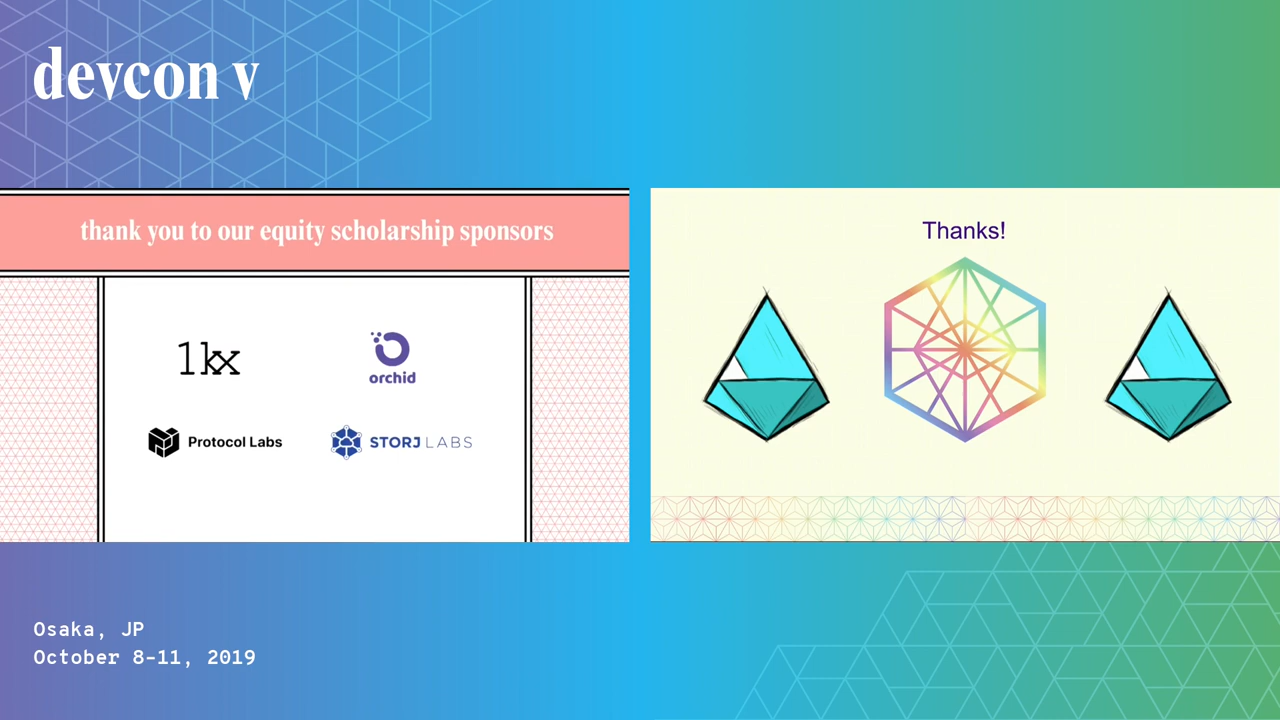 devcon v
thank you to our equity scholarship sponsors
1kx
orchid
Protocol Labs
STORJ LABS
Thanks!
Osaka, JP
October 8-11, 2019